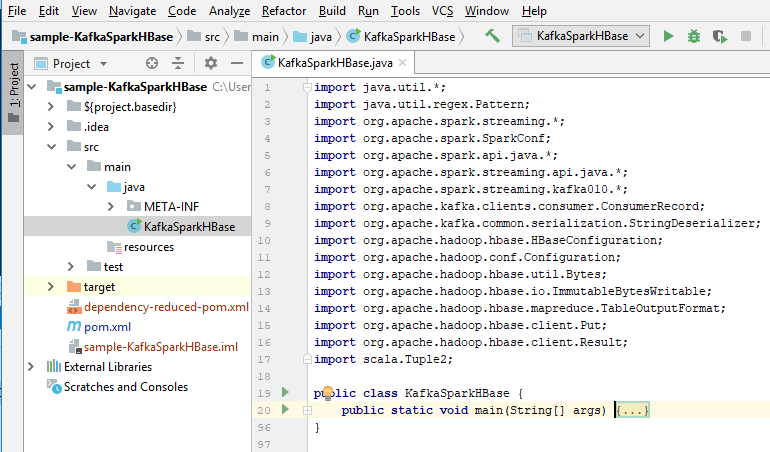 File Edit View Navigate Code Analyze Refactor Build Run Tools VCS Window Help
sample-KafkaSparkHBase src main java KafkaSparkHBase KafkaSparkHBase
1: Project
Project
sample-KafkaSparkHBase C:\User
${project.basedir}
.idea
src
main
java
META-INF
KafkaSparkHBase
resources
test
target
dependency-reduced-pom.xml
pom.xml
sample-KafkaSparkHBase.iml
External Libraries
Scratches and Consoles
KafkaSparkHBase.java
1 import java.util.*;
2 import java.util.regex.Pattern;
3 import org.apache.spark.streaming.*;
4 import org.apache.spark.SparkConf;
5 import org.apache.spark.api.java.*;
6 import org.apache.spark.streaming.api.java.*;
7 import org.apache.spark.streaming.kafka010.*;
8 import org.apache.kafka.clients.consumer.ConsumerRecord;
9 import org.apache.kafka.common.serialization.StringDeserializer;
10 import org.apache.hadoop.hbase.HBaseConfiguration;
11 import org.apache.hadoop.conf.Configuration;
12 import org.apache.hadoop.hbase.util.Bytes;
13 import org.apache.hadoop.hbase.io.ImmutableBytesWritable;
14 import org.apache.hadoop.hbase.mapreduce.TableOutputFormat;
15 import org.apache.hadoop.hbase.client.Put;
16 import org.apache.hadoop.hbase.client.Result;
17 import scala.Tuple2;
18
19 public class KafkaSparkHBase {
20 public static void main(String[] args) {...}
96 }
97